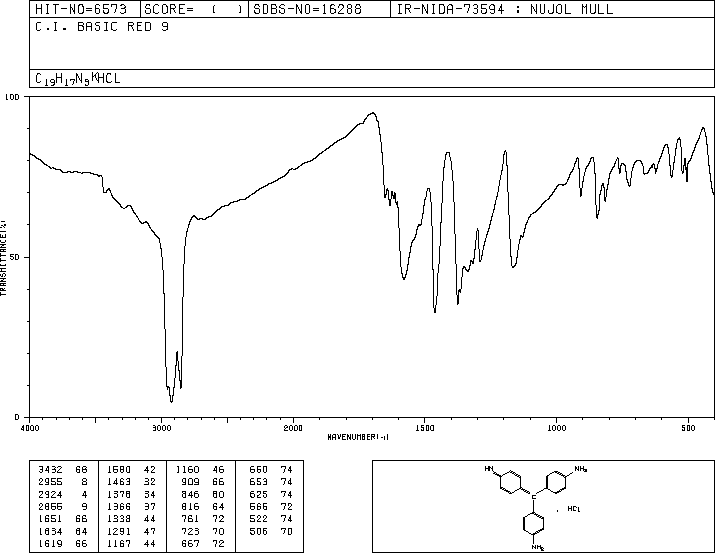 HIT-NO=6573 SCORE= ( ) SDBS-NO=16288 IR-NIDA-73594 : NUJOL MULL
C.I. BASIC RED 9
C19H17N3·HCL
100
50
0
TRANSMITTANCE(%)
4000 3000 2000 1500 1000 500
WAVENUMBER(-1)
3432 68 1580 42 1160 46 660 74
2955 8 1463 32 909 66 653 74
2924 4 1378 34 846 60 625 74
2855 9 1366 37 816 64 566 72
1651 66 1338 44 761 72 522 74
1634 64 1291 47 723 70 506 70
1619 66 1167 44 667 72
HN NH2
C
. HCl
NH2